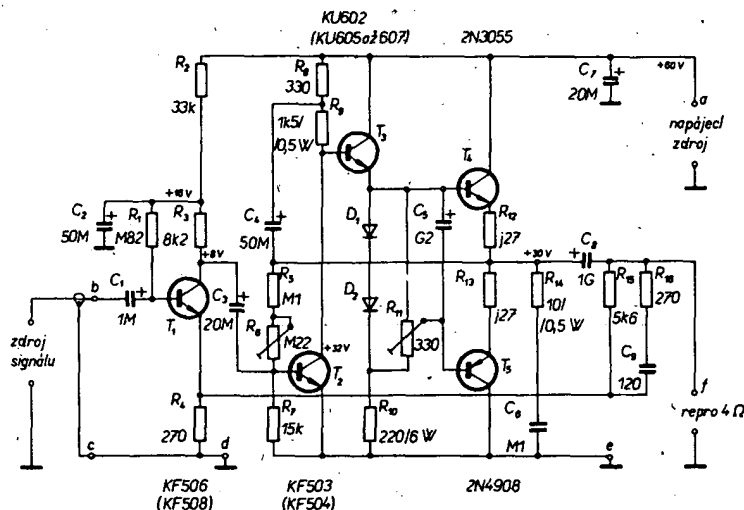 KU602
(KU605 až 607)
2N3055
R2
33k
R8
330
R9
1k5/
/0,5 W
T3
T4
C7
20M
+60V
a
napájecí
zdroj
+16V
C2
50M
R1
M82
R3
8k2
C4
50M
D1
C5
G2
R12
j27
+8V
C1
1M
b
T1
C3
20M
R5
M1
R6
M22
D2
R11
330
R13
j27
+30V
C8
1G
R14
10/
/0,5 W
R15
5k6
R16
270
zdroj
signálu
+32V
T2
T5
C9
120
R4
270
R7
15k
R10
220/6 W
C6
M1
f
repro 4 Ω
c
d
e
KF506
(KF508)
KF503
(KF504)
2N4908